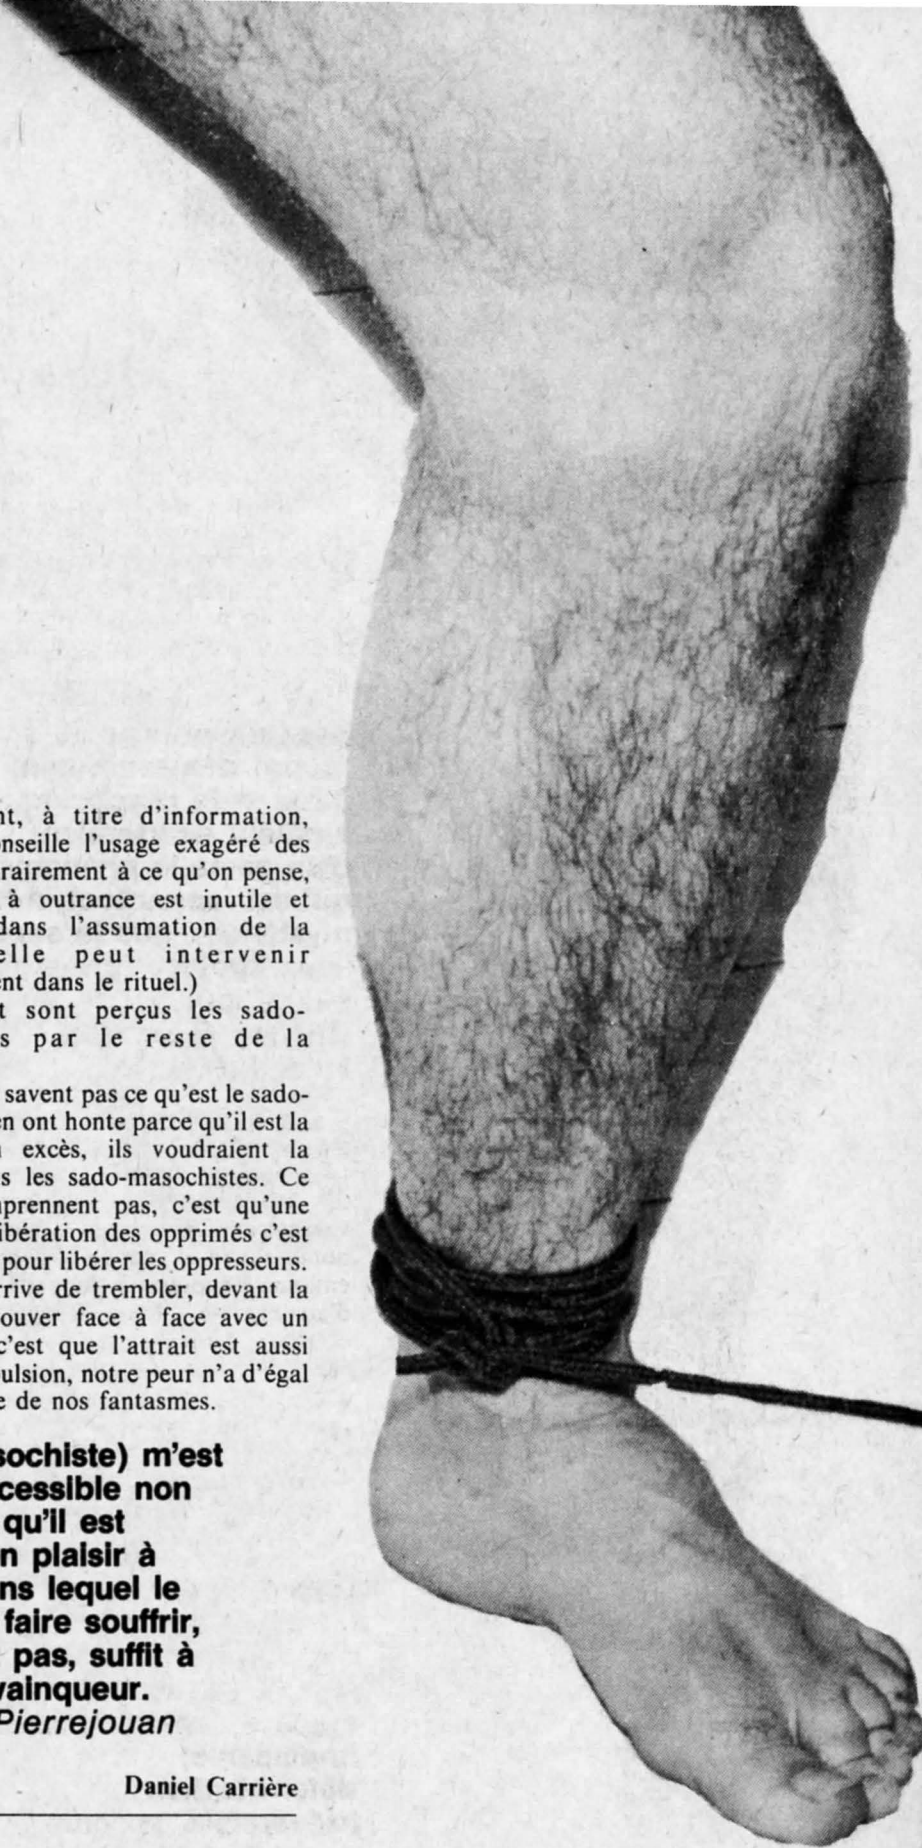 nt, à titre d'information,
onseille l'usage exagéré des
rairement à ce qu'on pense,
à outrance est inutile et
dans l'assumation de la
elle peut intervenir
ent dans le rituel.)
t sont perçus les sado-
s par le reste de la
savent pas ce qu'est le sado-
en ont honte parce qu'il est la
excès, ils voudraient la
s les sado-masochistes. Ce
prennent pas, c'est qu'une
ibération des opprimés c'est
pour libérer les oppresseurs.
rrive de trembler, devant la
ouver face à face avec un
c'est que l'attrait est aussi
ulsion, notre peur n'a d'égal
e de nos fantasmes.
sochiste) m'est
cessible non
qu'il est
n plaisir à
ns lequel le
faire souffrir,
pas, suffit à
vainqueur.
Pierrejouan
Daniel Carrière